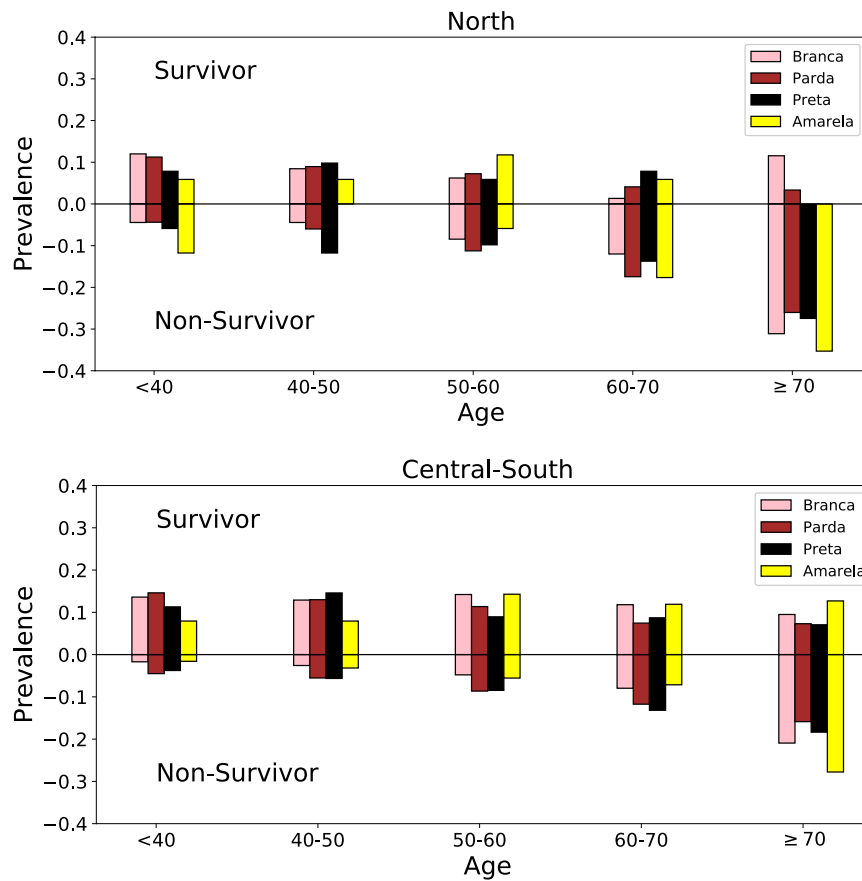 North
0.4
0.3
0.2
0.1
0.0
−0.1
−0.2
−0.3
−0.4
Prevalence
Survivor
Non-Survivor
Branca
Parda
Preta
Amarela
<40
40-50
50-60
60-70
≥ 70
Age
Central-South
0.4
0.3
0.2
0.1
0.0
−0.1
−0.2
−0.3
−0.4
Prevalence
Survivor
Non-Survivor
Branca
Parda
Preta
Amarela
<40
40-50
50-60
60-70
≥ 70
Age